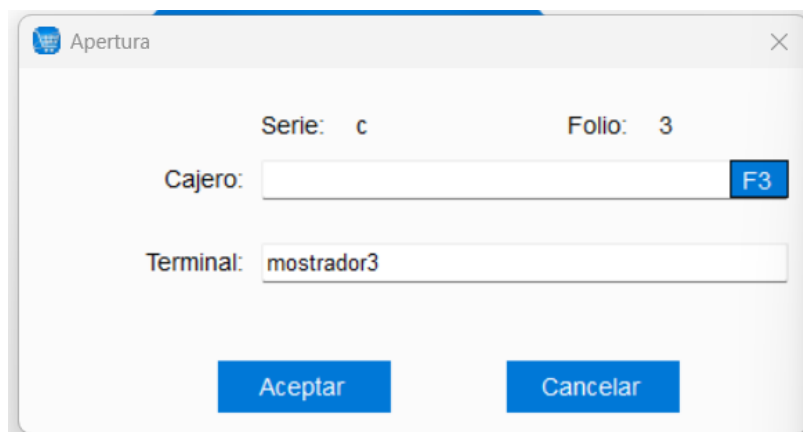 Apertura
Serie: c Folio: 3
Cajero: F3
Terminal: mostrador3
Aceptar Cancelar